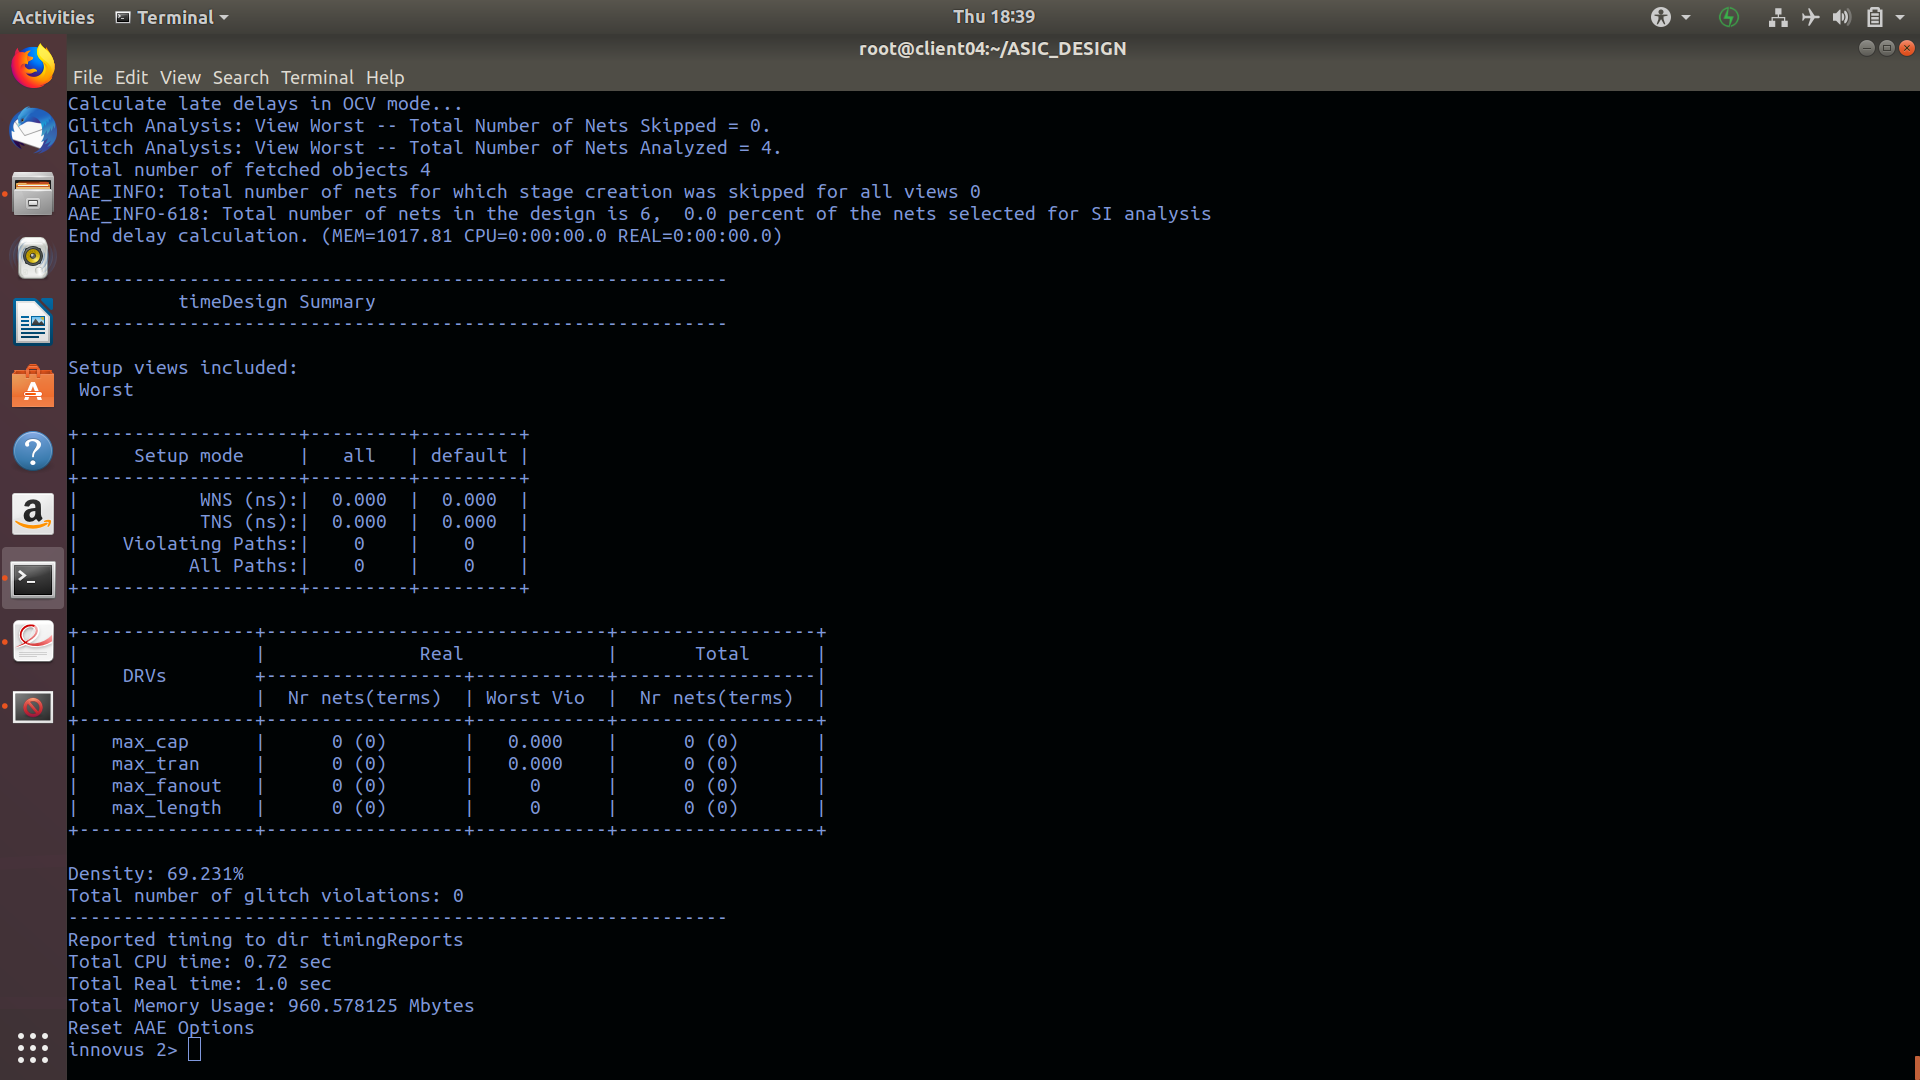 Activities Terminal Thu 18:39
root@client04:~/ASIC_DESIGN
File Edit View Search Terminal Help
Calculate late delays in OCV mode...
Glitch Analysis: View Worst -- Total Number of Nets Skipped = 0.
Glitch Analysis: View Worst -- Total Number of Nets Analyzed = 4.
Total number of fetched objects 4
AAE_INFO: Total number of nets for which stage creation was skipped for all views 0
AAE_INFO-618: Total number of nets in the design is 6,  0.0 percent of the nets selected for SI analysis
End delay calculation. (MEM=1017.81 CPU=0:00:00.0 REAL=0:00:00.0)
------------------------------------------------------------
          timeDesign Summary
------------------------------------------------------------
Setup views included:
 Worst
+--------------------+---------+---------+
|     Setup mode     |   all   | default |
+--------------------+---------+---------+
|           WNS (ns):|  0.000  |  0.000  |
|           TNS (ns):|  0.000  |  0.000  |
|    Violating Paths:|    0    |    0    |
|          All Paths:|    0    |    0    |
+--------------------+---------+---------+
+----------------+-------------------------------+------------------+
|                |              Real             |       Total      |
|    DRVs        +------------------+------------+------------------|
|                |  Nr nets(terms)  | Worst Vio  |  Nr nets(terms)  |
+----------------+------------------+------------+------------------+
|   max_cap      |      0 (0)       |   0.000    |      0 (0)       |
|   max_tran     |      0 (0)       |   0.000    |      0 (0)       |
|   max_fanout   |      0 (0)       |     0      |      0 (0)       |
|   max_length   |      0 (0)       |     0      |      0 (0)       |
+----------------+------------------+------------+------------------+
Density: 69.231%
Total number of glitch violations: 0
------------------------------------------------------------
Reported timing to dir timingReports
Total CPU time: 0.72 sec
Total Real time: 1.0 sec
Total Memory Usage: 960.578125 Mbytes
Reset AAE Options
innovus 2>